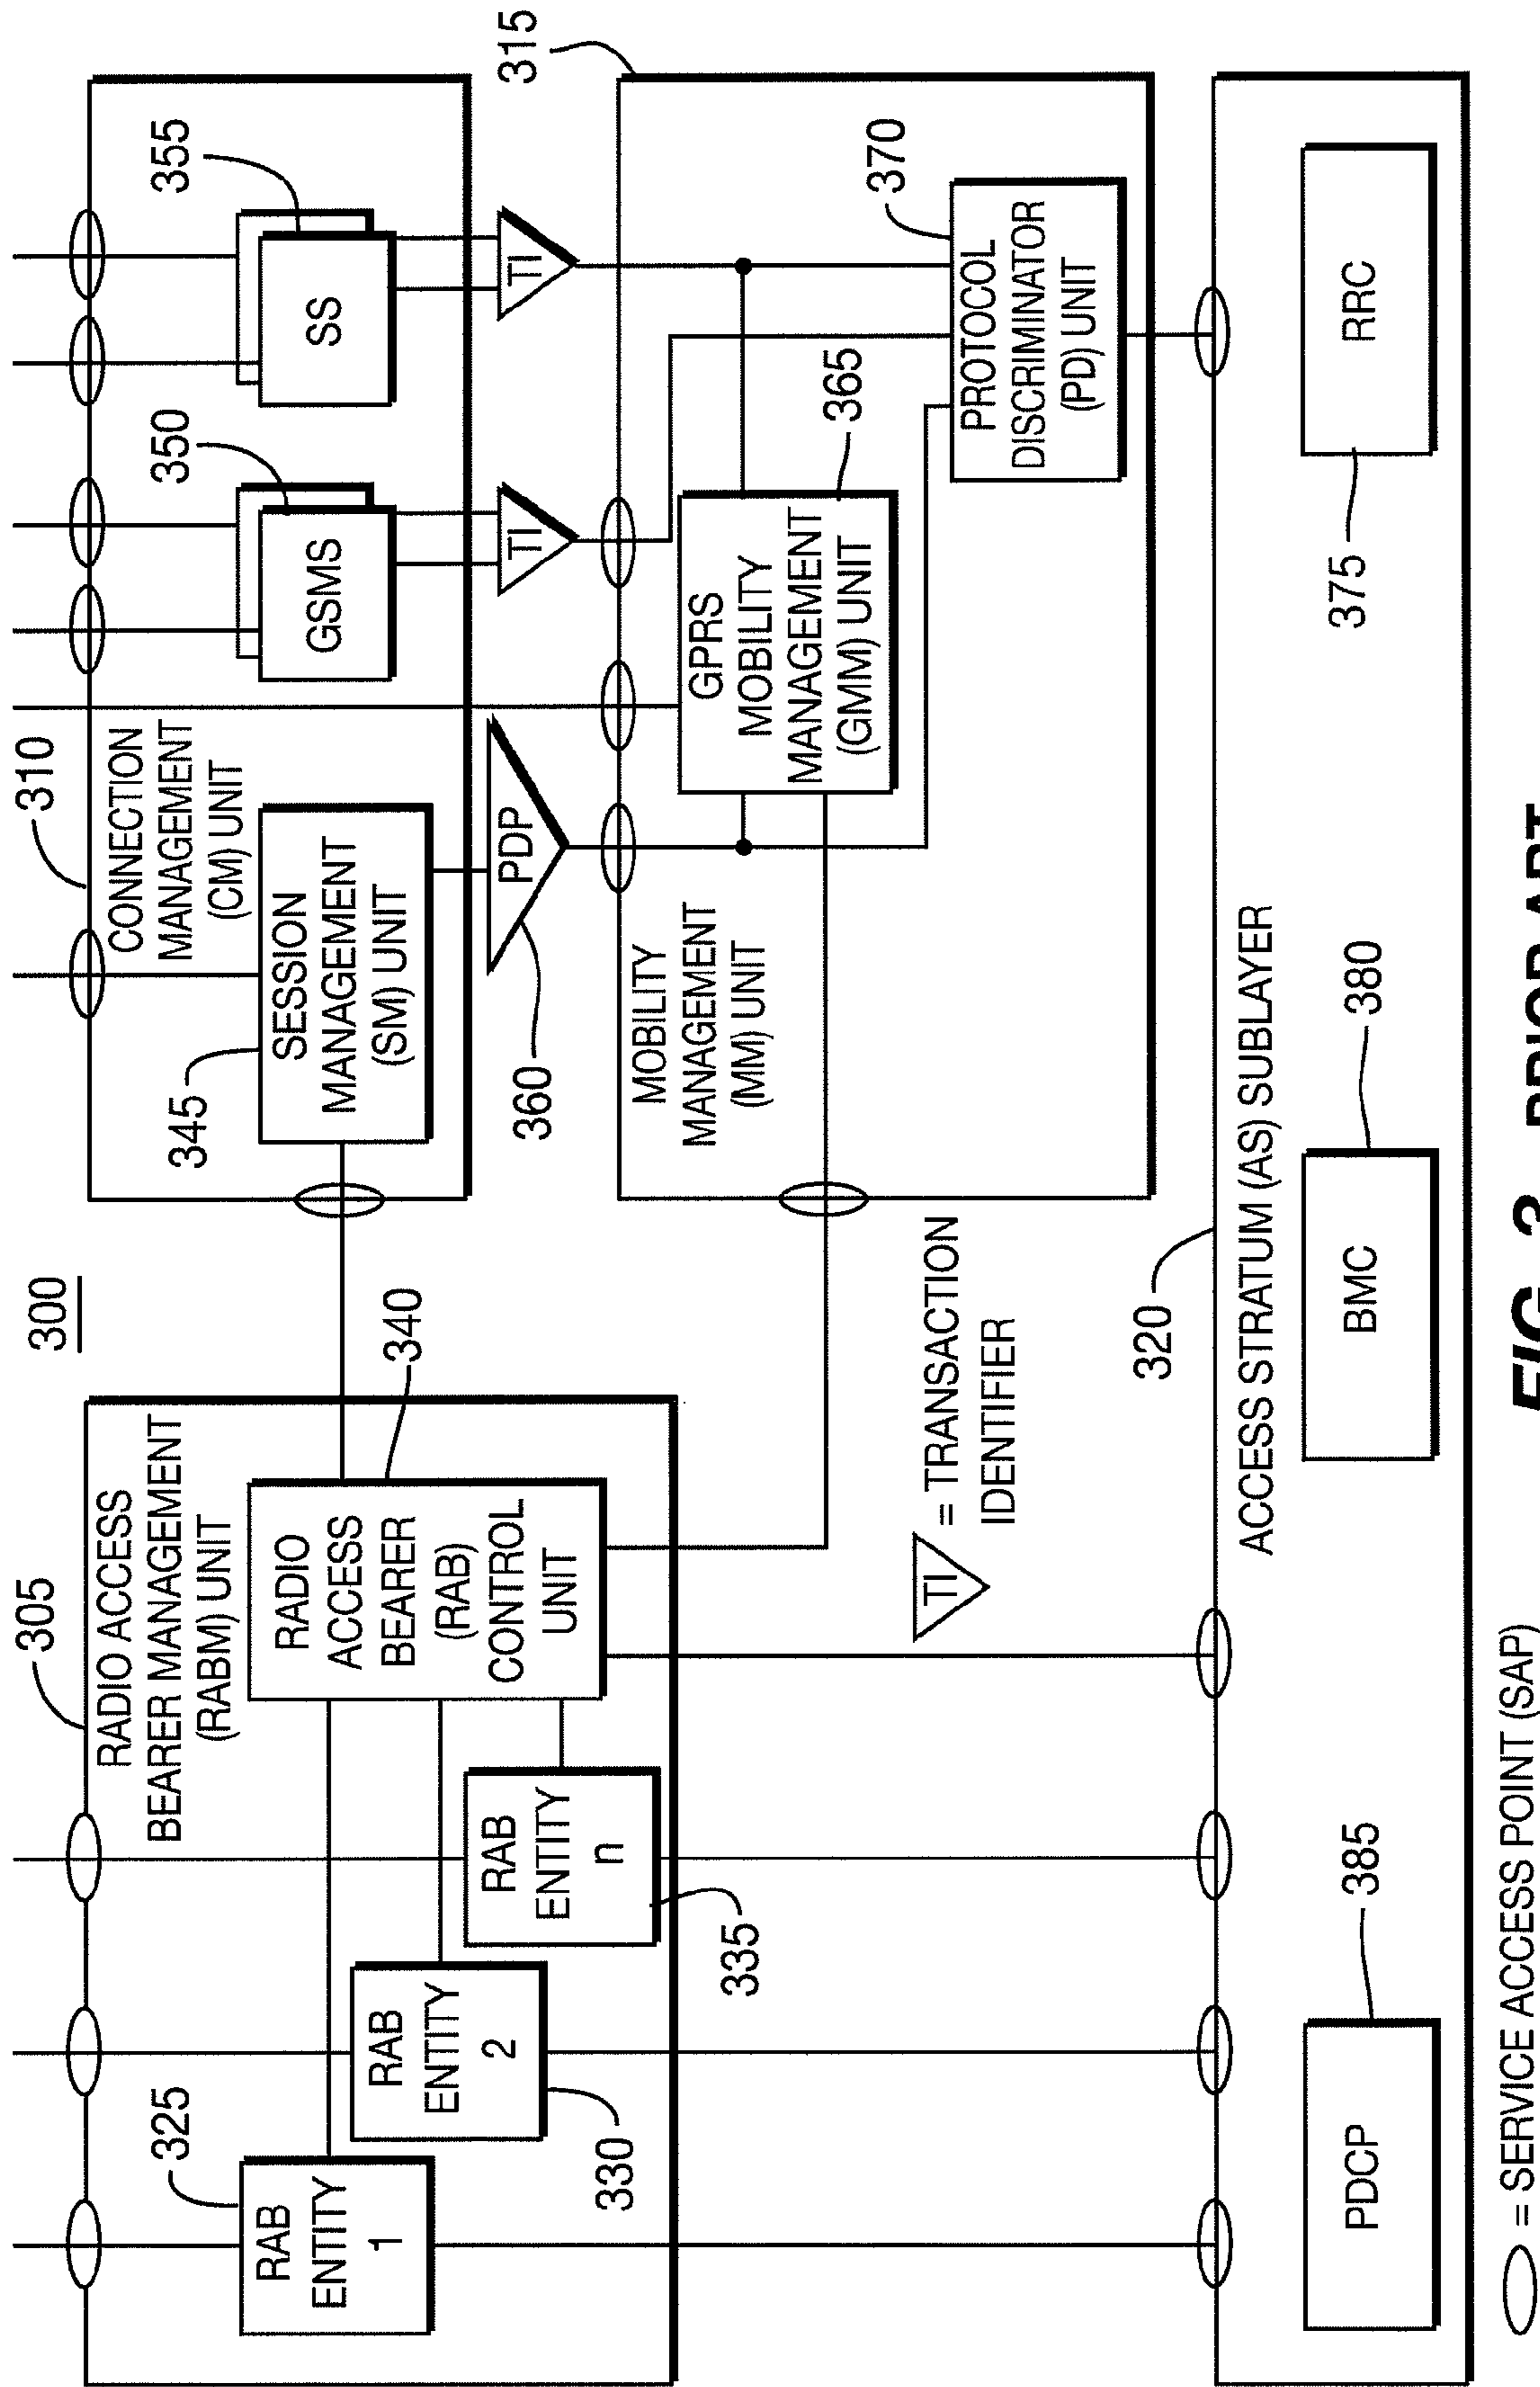 300
305
RADIO ACCESS
BEARER MANAGEMENT
(RABM) UNIT
325
RAB
ENTITY
1
RAB
ENTITY
2
330
RAB
ENTITY
n
335
RADIO
ACCESS
BEARER
(RAB)
CONTROL
UNIT
340
310
CONNECTION
MANAGEMENT
(CM) UNIT
345
SESSION
MANAGEMENT
(SM) UNIT
350
GSMS
355
SS
360
PDP
TI
TI
315
MOBILITY
MANAGEMENT
(MM) UNIT
GPRS
MOBILITY
MANAGEMENT
(GMM) UNIT
365
370
PROTOCOL
DISCRIMINATOR
(PD) UNIT
TI
= TRANSACTION
IDENTIFIER
320
ACCESS STRATUM (AS) SUBLAYER
PDCP
385
BMC
380
375
RRC
= SERVICE ACCESS POINT (SAP)
FIG. 3 PRIOR ART